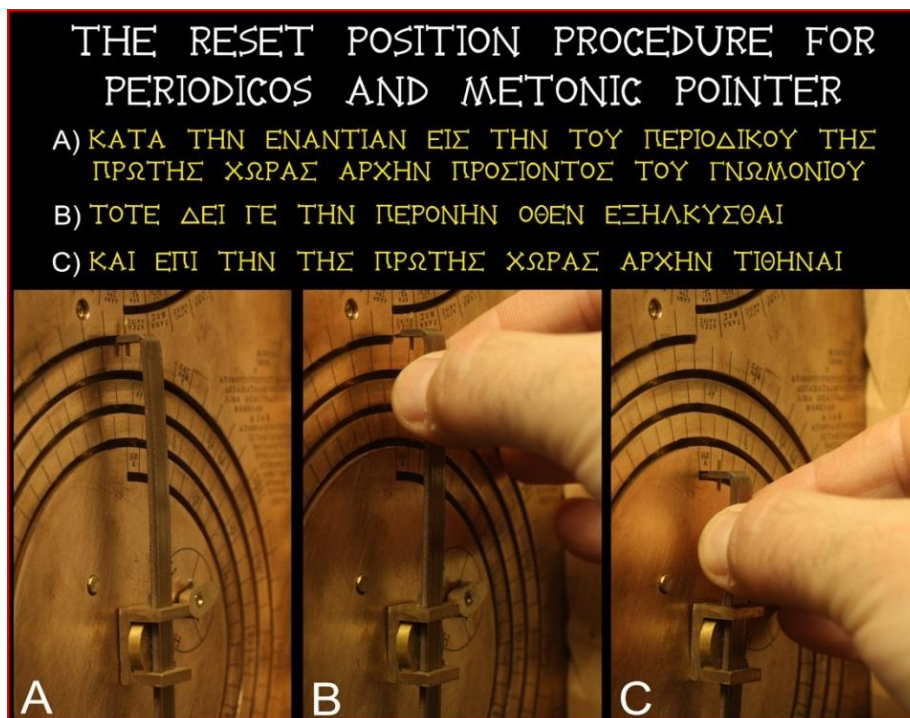 THE RESET POSITION PROCEDURE FOR
PERIODICOS AND METONIC POINTER
A) ΚΑΤΑ ΤΗΝ ΕΝΑΝΤΙΑΝ ΕΙΣ ΤΗΝ ΤΟΥ ΠΕΡΙΟΔΙΚΟΥ ΤΗΣ
ΠΡΩΤΗΣ ΧΩΡΑΣ ΑΡΧΗΝ ΠΡΟΣΙΟΝΤΟΣ ΤΟΥ ΓΝΩΜΟΝΙΟΥ
B) ΤΟΤΕ ΔΕΙ ΓΕ ΤΗΝ ΠΕΡΟΝΗΝ ΟΘΕΝ ΕΞΗΛΚΥΣΘΑΙ
C) ΚΑΙ ΕΠΙ ΤΗΝ ΤΗΣ ΠΡΩΤΗΣ ΧΩΡΑΣ ΑΡΧΗΝ ΤΙΘΗΝΑΙ
A B C